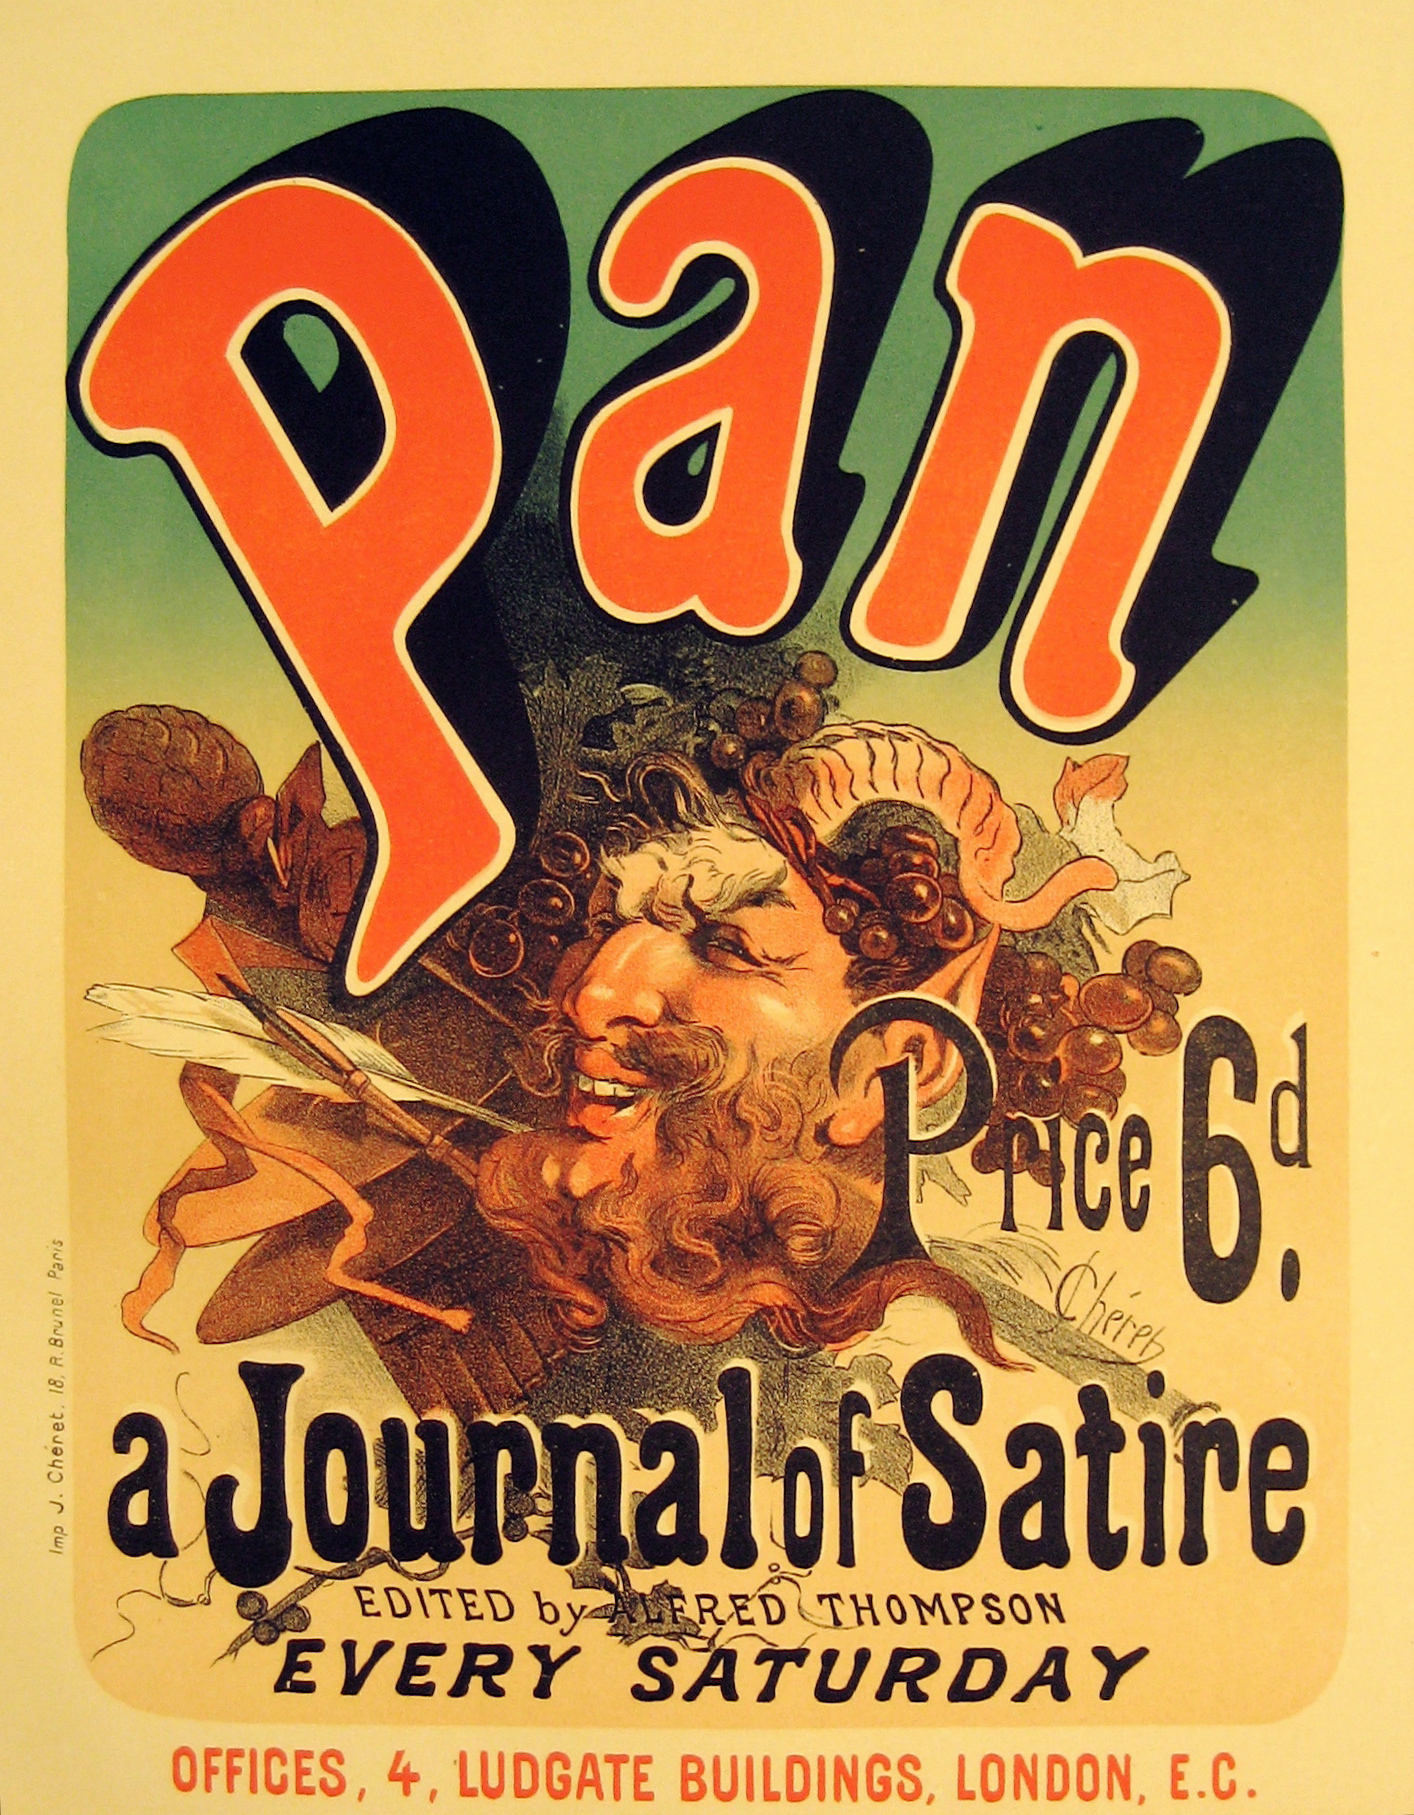 Pan
Price 6d.
Chéret
a Journal of Satire
EDITED by ALFRED THOMPSON
EVERY SATURDAY
OFFICES, 4, LUDGATE BUILDINGS, LONDON, E.C.
Imp J. Chéret. 18, R. Brunel Paris